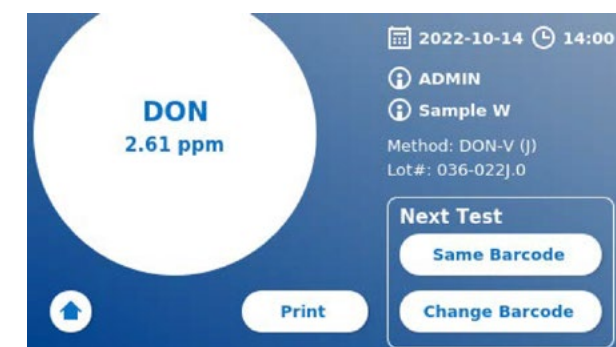 DON
2.61 ppm
2022-10-14 14:00
ADMIN
Sample W
Method: DON-V (J)
Lot#: 036-022J.0
Next Test
Same Barcode
Change Barcode
Print